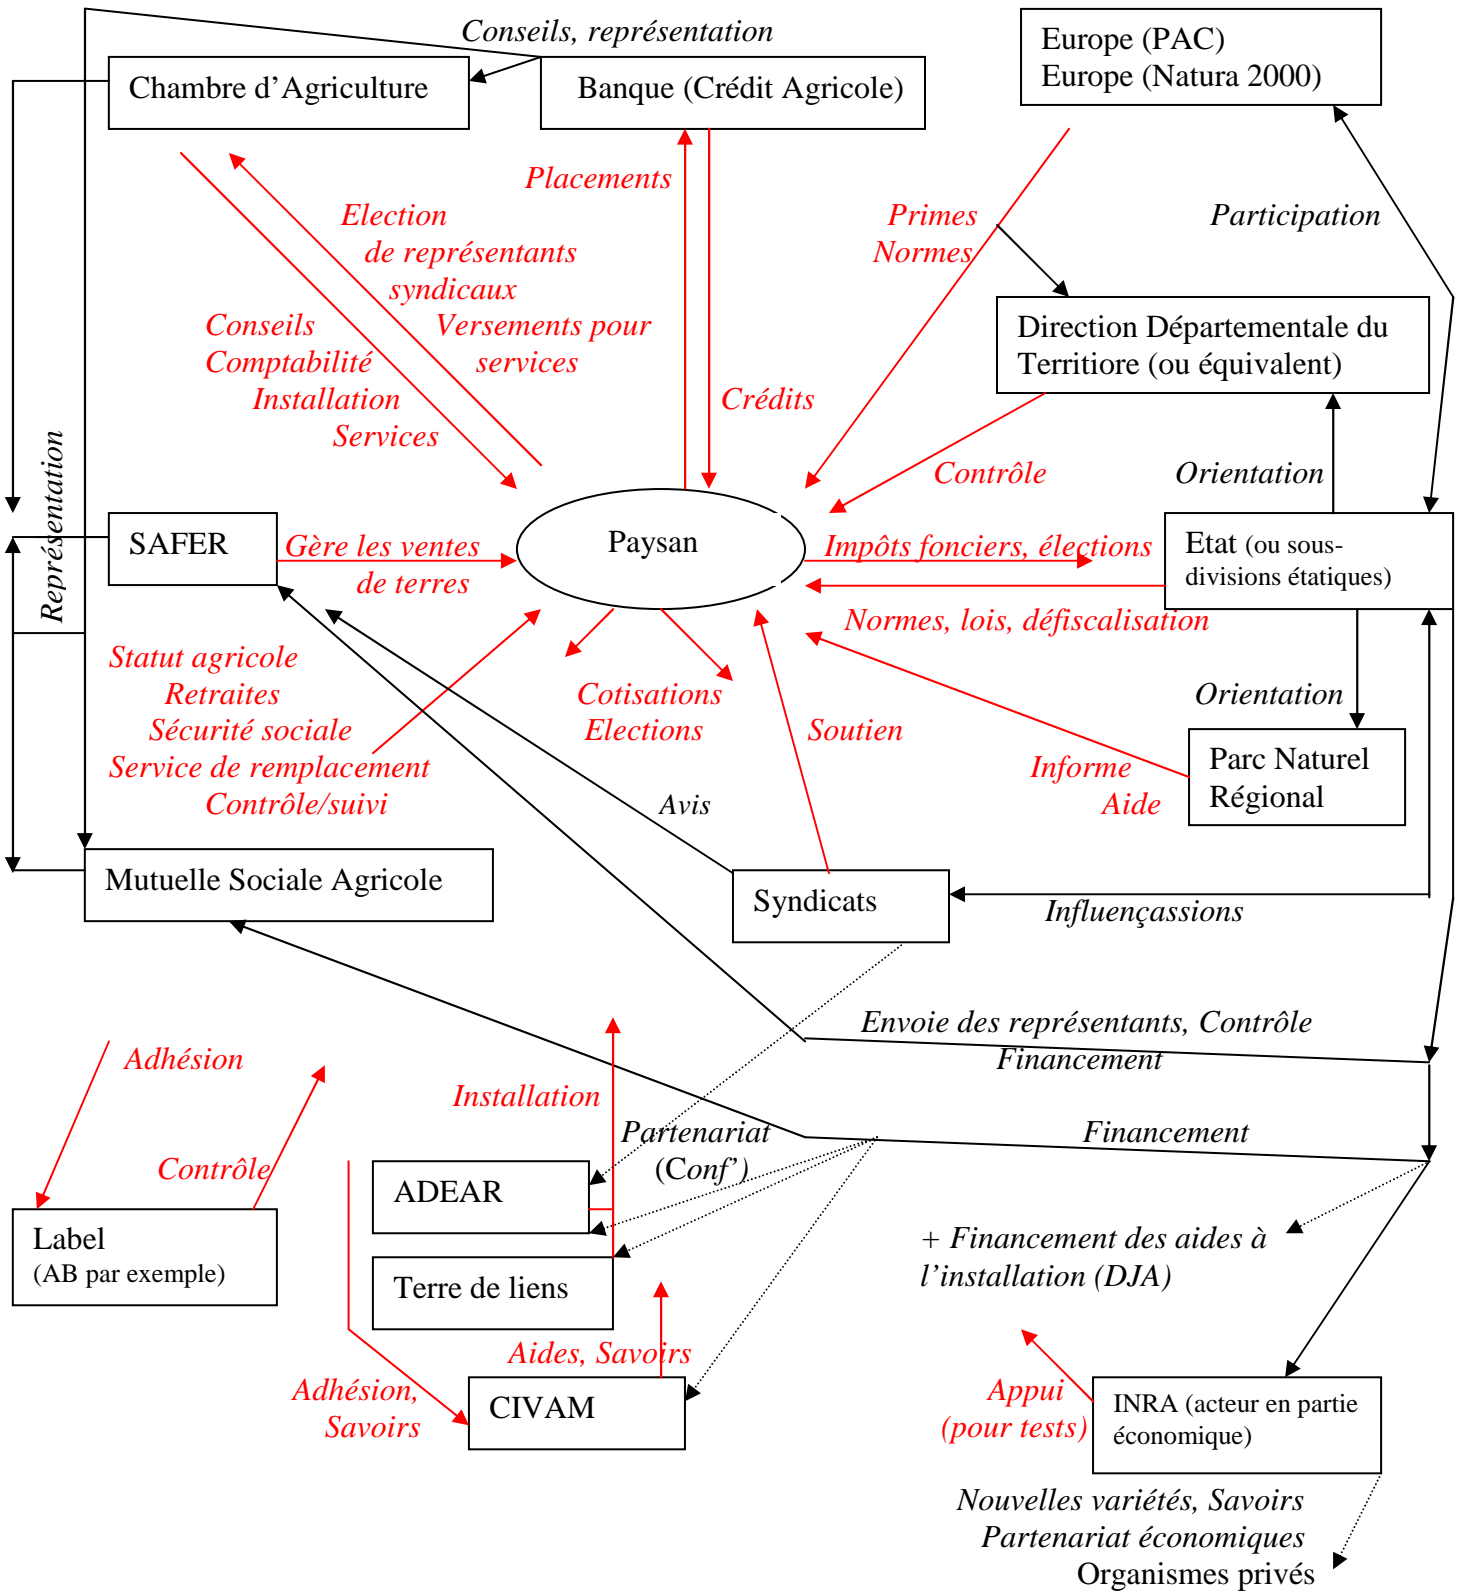 Conseils, représentation
Chambre d’Agriculture
Banque (Crédit Agricole)
Europe (PAC)
Europe (Natura 2000)
Placements
Election
de représentants
syndicaux
Versements pour
services
Primes
Normes
Participation
Conseils
Comptabilité
Installation
Services
Crédits
Direction Départementale du
Territiore (ou équivalent)
Contrôle
Orientation
Représentation
SAFER
Gère les ventes
de terres
Paysan
Impôts fonciers, élections
Etat (ou sous-
divisions étatiques)
Normes, lois, défiscalisation
Statut agricole
Retraites
Sécurité sociale
Service de remplacement
Contrôle/suivi
Cotisations
Elections
Soutien
Orientation
Informe
Aide
Parc Naturel
Régional
Avis
Mutuelle Sociale Agricole
Syndicats
Influençassions
Envoie des représentants, Contrôle
Financement
Adhésion
Installation
Partenariat
(Conf’)
Financement
Contrôle
ADEAR
Label
(AB par exemple)
Terre de liens
+ Financement des aides à
l’installation (DJA)
Aides, Savoirs
Adhésion,
Savoirs
CIVAM
Appui
(pour tests)
INRA (acteur en partie
économique)
Nouvelles variétés, Savoirs
Partenariat économiques
Organismes privés